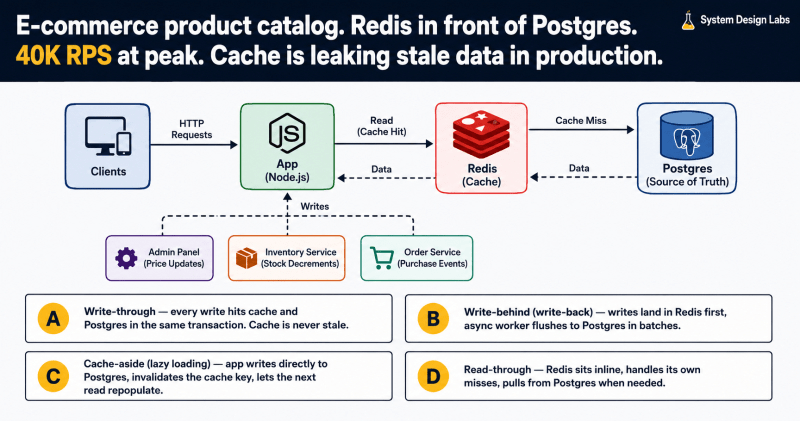 E-commerce product catalog. Redis in front of Postgres.
40K RPS at peak. Cache is leaking stale data in production.
System Design Labs
Clients
HTTP
Requests
JS
App
(Node.js)
Read
(Cache Hit)
Data
Redis
(Cache)
Cache Miss
Data
Postgres
(Source of Truth)
Writes
Admin Panel
(Price Updates)
Inventory Service
(Stock Decrements)
Order Service
(Purchase Events)
A
Write-through — every write hits cache and
Postgres in the same transaction. Cache is never stale.
B
Write-behind (write-back) — writes land in Redis first,
async worker flushes to Postgres in batches.
C
Cache-aside (lazy loading) — app writes directly to
Postgres, invalidates the cache key, lets the next
read repopulate.
D
Read-through — Redis sits inline, handles its own
misses, pulls from Postgres when needed.